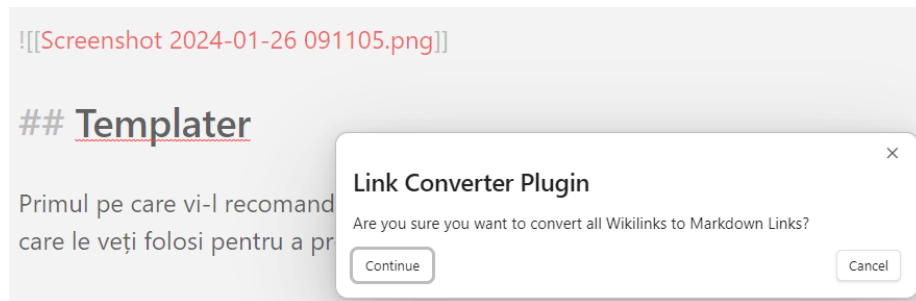 ![[Screenshot 2024-01-26 091105.png]]
## Templater
Primul pe care vi-l recomand
care le veți folosi pentru a pr
Link Converter Plugin
Are you sure you want to convert all Wikilinks to Markdown Links?
Continue
Cancel